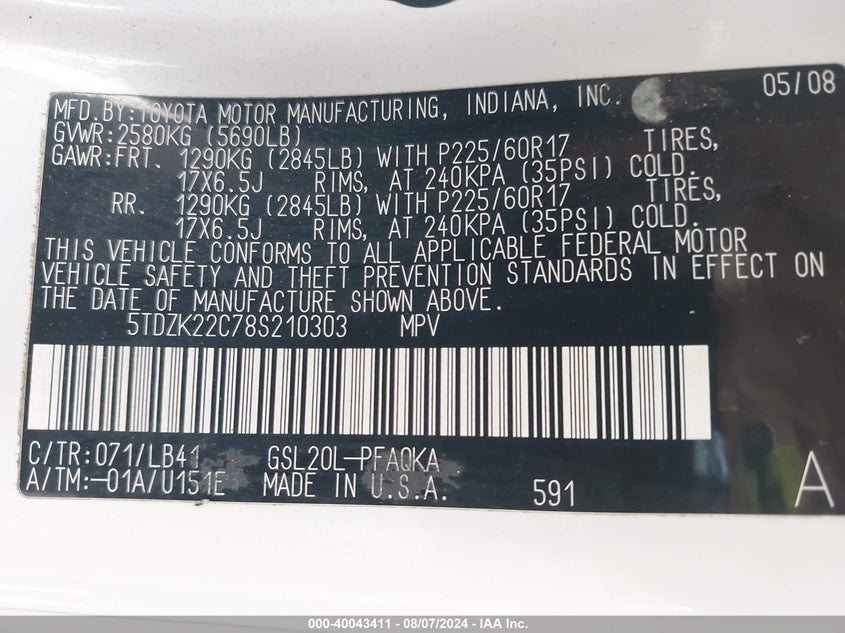 MFD.BY:TOYOTA MOTOR MANUFACTURING, INDIANA, INC. 05/08
GVWR:2580KG (5690LB)
GAWR:FRT. 1290KG (2845LB) WITH P225/60R17 TIRES,
17X6.5J RIMS, AT 240KPA (35PSI) COLD.
RR. 1290KG (2845LB) WITH P225/60R17 TIRES,
17X6.5J RIMS, AT 240KPA (35PSI) COLD.
THIS VEHICLE CONFORMS TO ALL APPLICABLE FEDERAL MOTOR
VEHICLE SAFETY AND THEFT PREVENTION STANDARDS IN EFFECT ON
THE DATE OF MANUFACTURE SHOWN ABOVE.
5TDZK22C78S210303 MPV
C/TR:071/LB41 GSL20L-PFAQKA
A/TM:-01A/U151E MADE IN U.S.A. 591 A
000-40043411 - 08/07/2024 - IAA Inc.